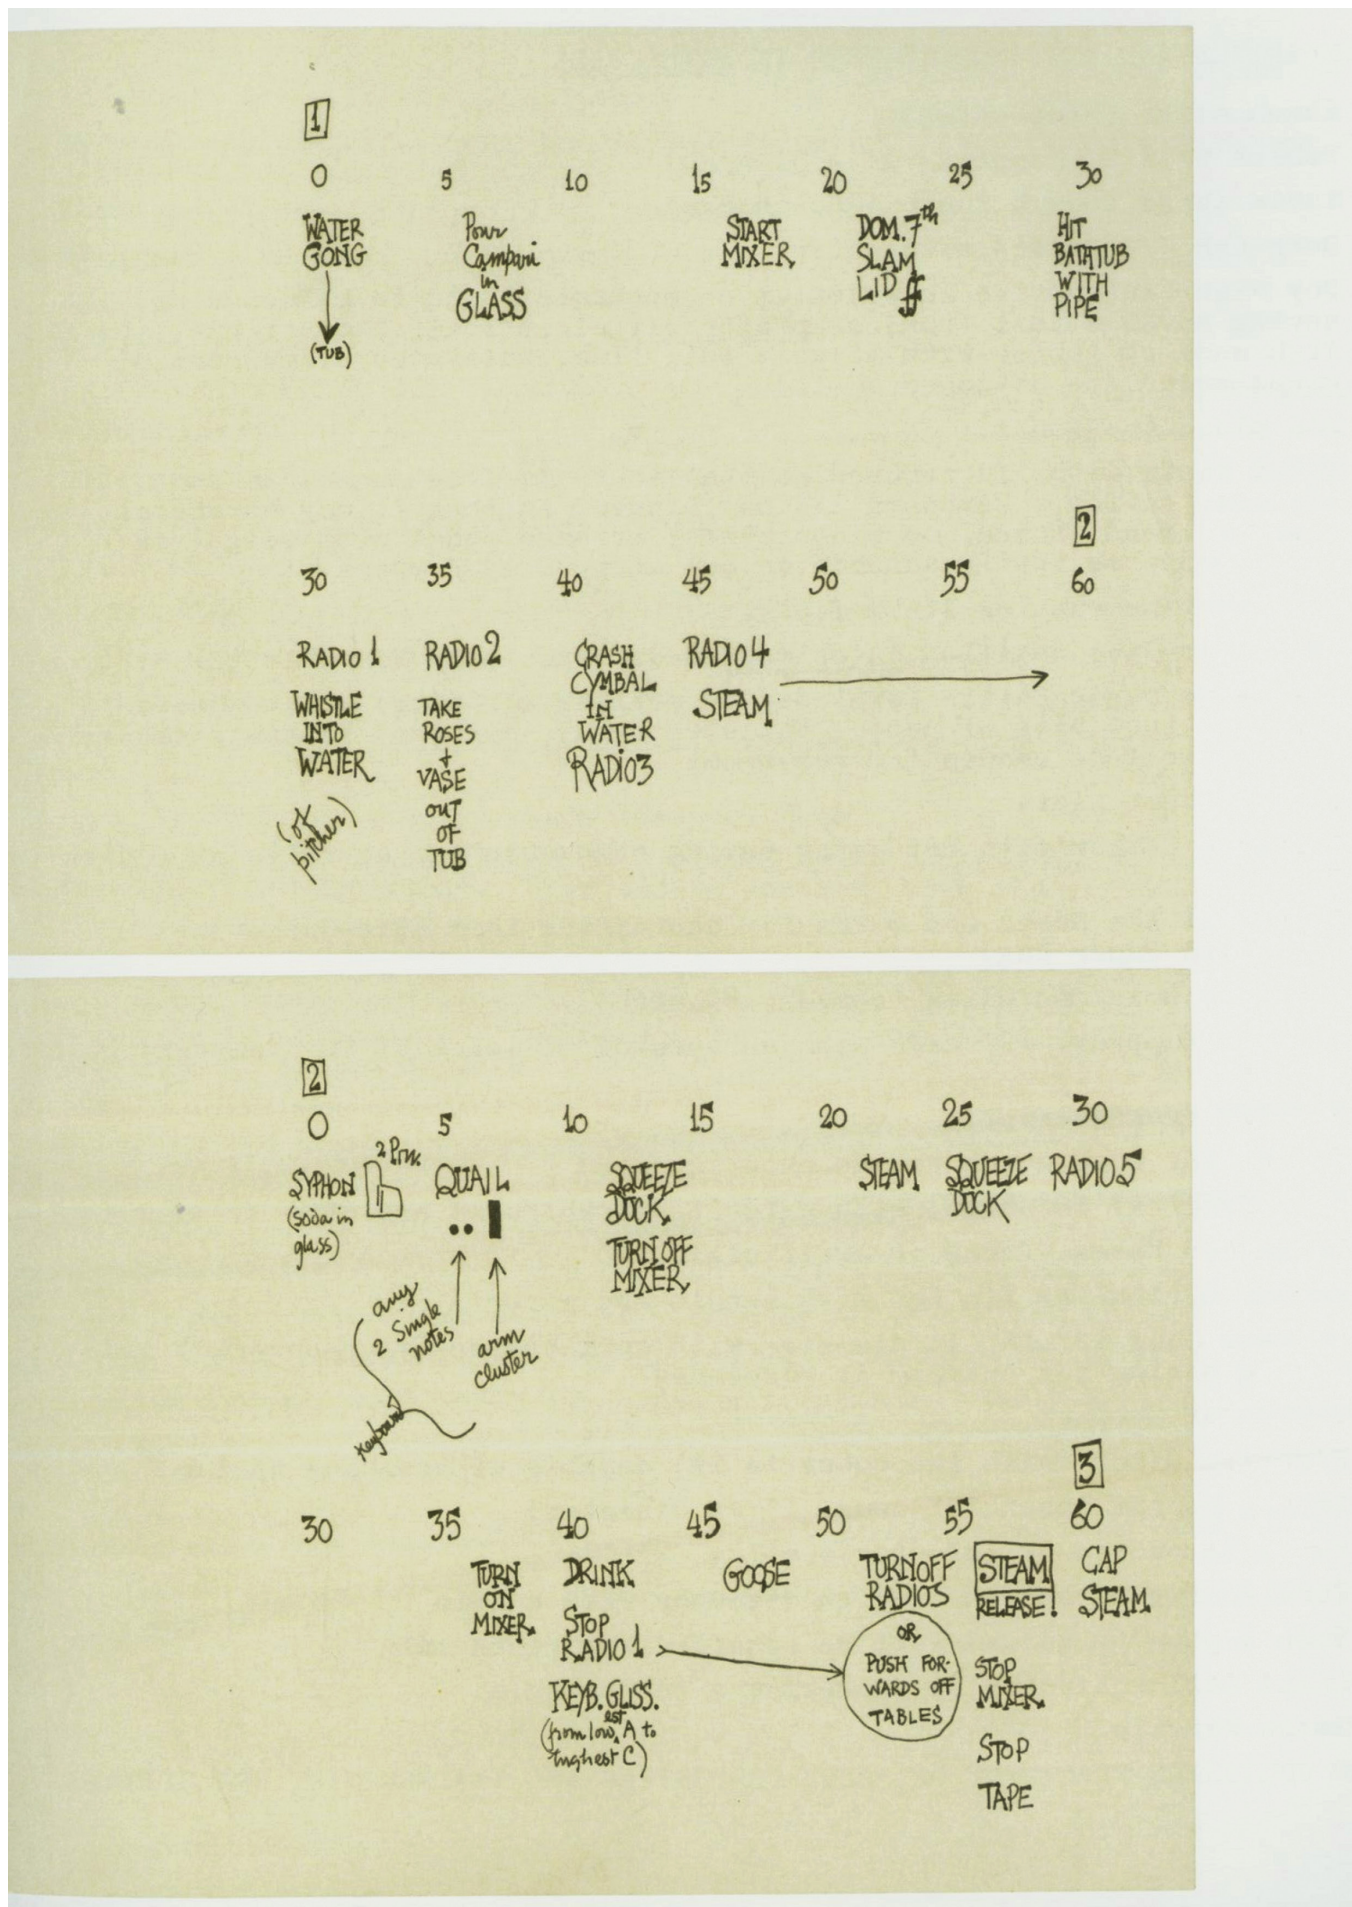 1
0 5 10 15 20 25 30
WATER
GONG
(TUB)
Pour
Campari
in
GLASS
START
MIXER
DOM. 7th
SLAM
LID ff
HIT
BATHTUB
WITH
PIPE
2
30 35 40 45 50 55 60
RADIO 1
WHISTLE
INTO
WATER
(of
pitcher)
RADIO 2
TAKE
ROSES
+
VASE
OUT
OF
TUB
CRASH
CYMBAL
IN
WATER
RADIO 3
RADIO 4
STEAM
2
0 5 10 15 20 25 30
SYPHON
(soda in
glass)
QUAIL
any
2 Single
notes
arm
cluster
Keyboard
SQUEEZE
DUCK
TURN OFF
MIXER
STEAM
SQUEEZE
DUCK
RADIO 5
3
30 35 40 45 50 55 60
TURN
ON
MIXER
DRINK
STOP
RADIO 1
KEYB. GLISS.
(from lowest A to
highest C)
GOOSE
TURN OFF
RADIOS
OR
PUSH FOR-
WARDS OFF
TABLES
STEAM
RELEASE!
STOP
MIXER
STOP
TAPE
CAP
STEAM